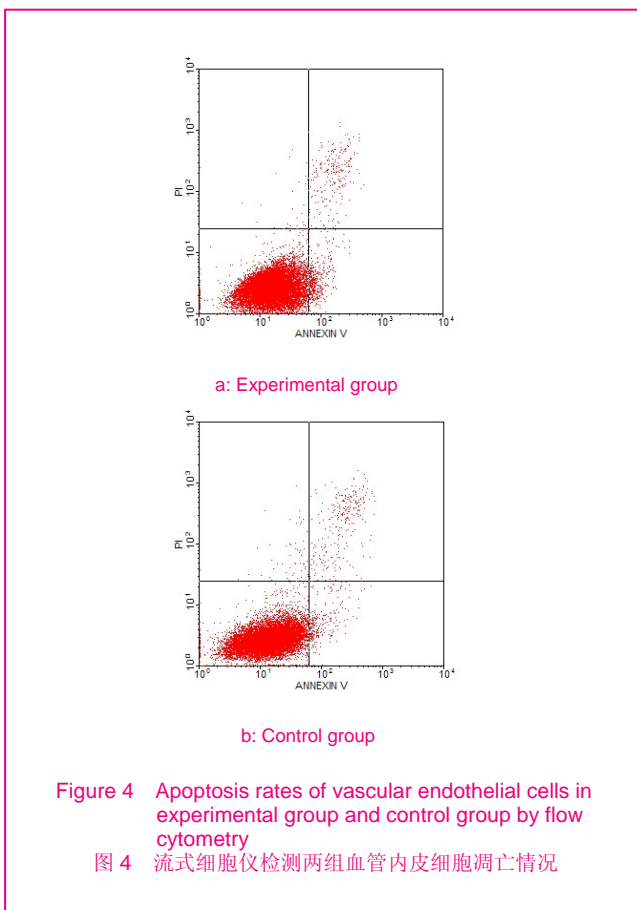 10⁴
10³
PI
10²
10¹
10⁰
10⁰ 10¹ 10² 10³ 10⁴
ANNEXIN V
a: Experimental group
10⁴
10³
PI
10²
10¹
10⁰
10⁰ 10¹ 10² 10³ 10⁴
ANNEXIN V
b: Control group
Figure 4 Apoptosis rates of vascular endothelial cells in
experimental group and control group by flow
cytometry
图 4 流式细胞仪检测两组血管内皮细胞凋亡情况